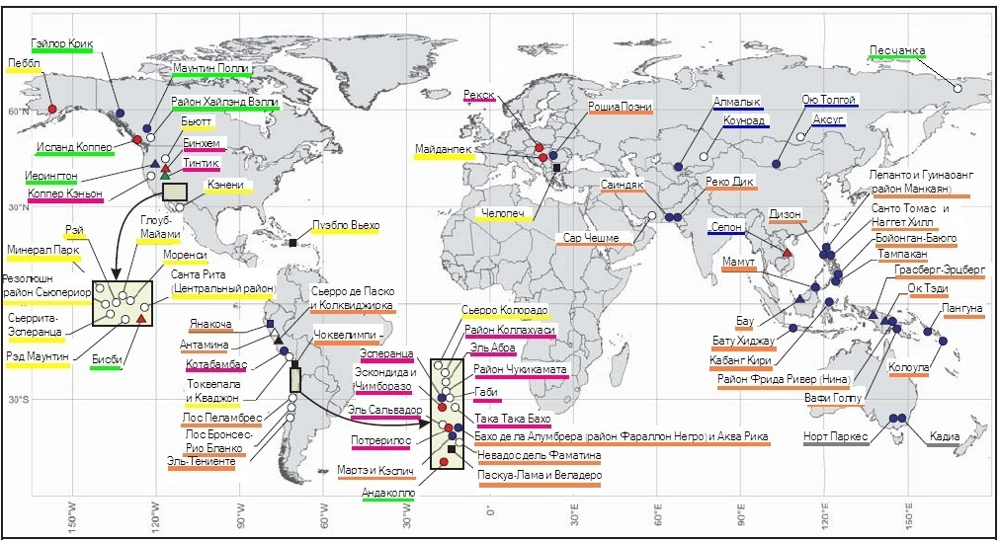 Гэйлор Крик
Пеббл
Маунтин Полли
Район Хайлэнд Вэлли
Бьютт
Исланд Коппер
Бинхем
Тинтик
Иерингтон
Коппер Кэньон
Кэнени
60°N
30°N
30°S
Рэй
Глоуб-
Майами
Минерал Парк
Моренси
Резолюшн
район Сьюпериор
Санта Рита
(Центральный район)
Сьеррита-
Эсперанца
Рэд Маунтин
Бисби
Пуэбло Вьехо
Янакоча
Антамина
Котабамбас
Токвепала
и Кваджон
Лос Пеламбрес
Лос Бронсес-
Рио Бланко
Эль-Тениенте
Сьерро де Паско
и Колквиджирка
Чоквелимпи
Эсперанца
Эскондида и
Чимборазо
Эль Сальвадор
Потрерилос
Мартэ и Кэспич
Андаколло
Сьерро Колорадо
Район Коллахуаси
Эль Абра
Район Чукикамата
Габи
Така Така Бахо
Бахо де ла Алумбрера (район Фараллон Негро) и Аква Рика
Невадос дель Фаматина
Паскуа-Лама и Веладеро
Рекск
РошиаПоэни
Майданпек
Челопеч
Сар Чешме
Саиндяк
Реко Дик
Алмалык
Коунрад
Ою Толгой
Аксуг
Песчанка
Сепон
Дизон
Мамут
Лепанто и Гуинаоанг
(район Манкаян)
Санто Томас и
Наггет Хилл
Бойонган-Баюго
Тампакан
Грасберг-Эрцберг
Ок Тэди
Пангуна
Бау
Бату Хиджау
Кабанг Кири
Район Фрида Ривер (Нина)
Вафи Голпу
Колоула
Норт Паркес
Кадиа
150°W
120°W
90°W
60°W
0°
30°E
60°E
90°E
120°E
150°E